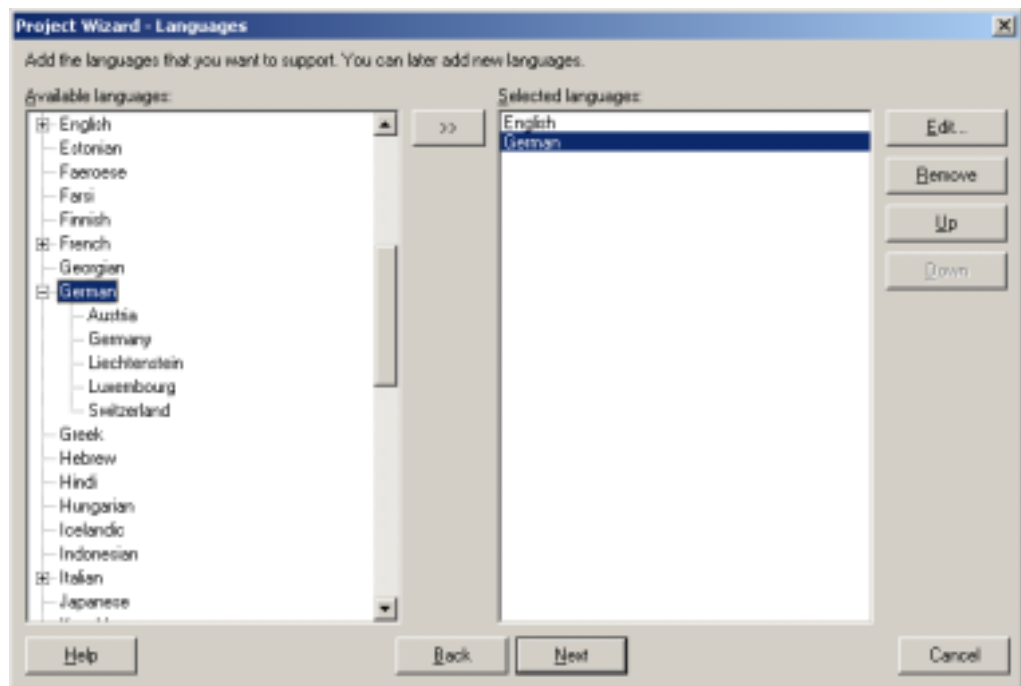 Project Wizard - Languages
Add the languages that you want to support. You can later add new languages.
Available languages:
English
Estonian
Faeroese
Farsi
Finnish
French
Georgian
German
Austria
Germany
Liechtenstein
Luxembourg
Switzerland
Greek
Hebrew
Hindi
Hungarian
Icelandic
Indonesian
Italian
Japanese
>>
Selected languages:
English
German
Edit...
Remove
Up
Down
Help
Back
Next
Cancel